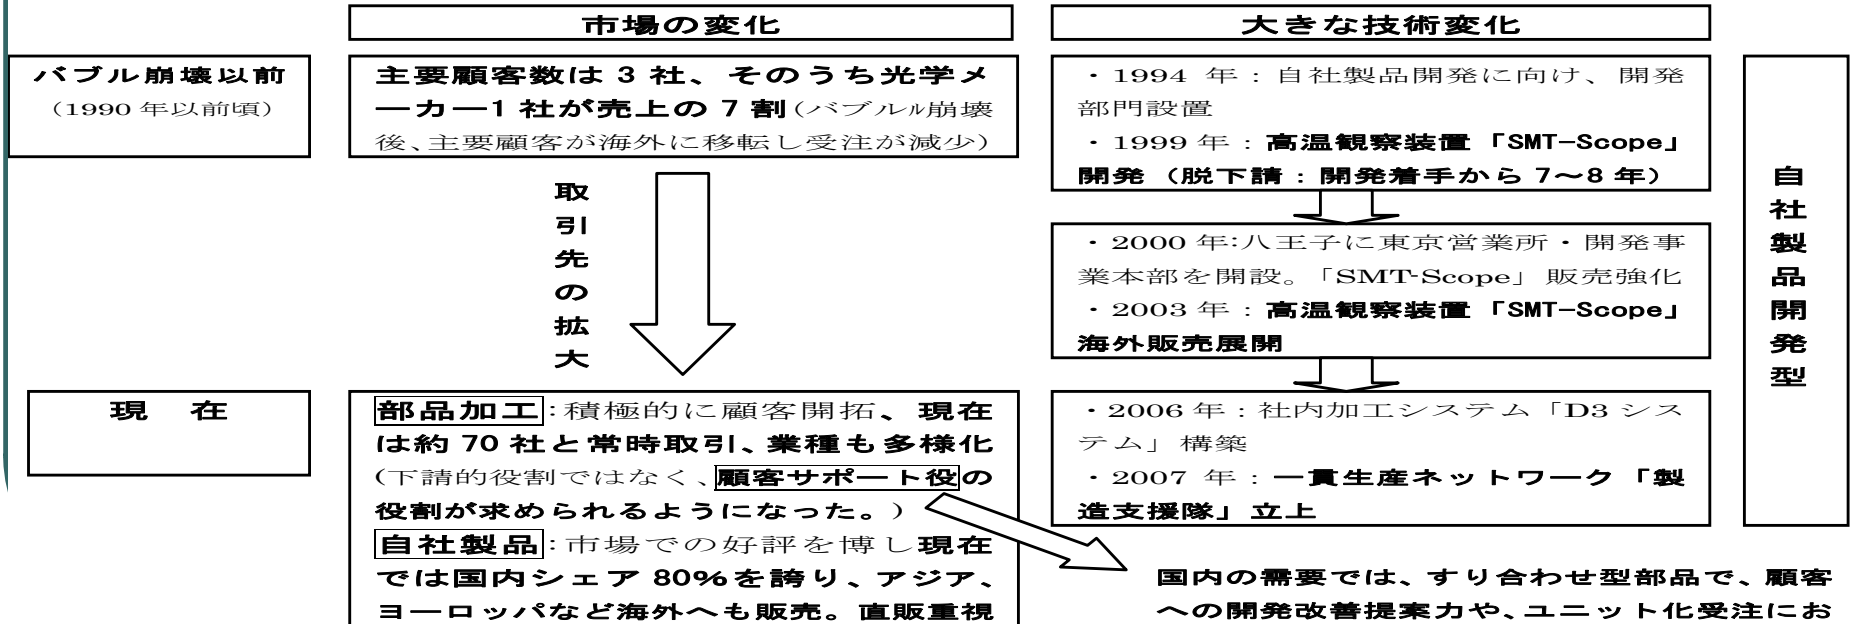 市場の変化
大きな技術変化
バブル崩壊以前
（1990 年以前頃）
主要顧客数は 3 社、そのうち光学メ
ーカー1 社が売上の 7 割（バブルﾙ崩壊
後、主要顧客が海外に移転し受注が減少）
取引先の拡大
・1994 年：自社製品開発に向け、開発
部門設置
・1999 年：高温観察装置「SMT-Scope」
開発（脱下請：開発着手から 7～8 年）
・2000 年:八王子に東京営業所・開発事
業本部を開設。「SMT-Scope」販売強化
・2003 年：高温観察装置「SMT-Scope」
海外販売展開
自社製品開発型
現 在
部品加工:積極的に顧客開拓、現在
は約 70 社と常時取引、業種も多様化
（下請的役割ではなく、顧客サポート役の
役割が求められるようになった。）
自社製品:市場での好評を博し現在
では国内シェア 80%を誇り、アジア、
ヨーロッパなど海外へも販売。直販重視
・2006 年：社内加工システム「D3 シス
テム」構築
・2007 年：一貫生産ネットワーク「製
造支援隊」立上
国内の需要では、すり合わせ型部品で、顧客
への開発改善提案力や、ユニット化受注にお